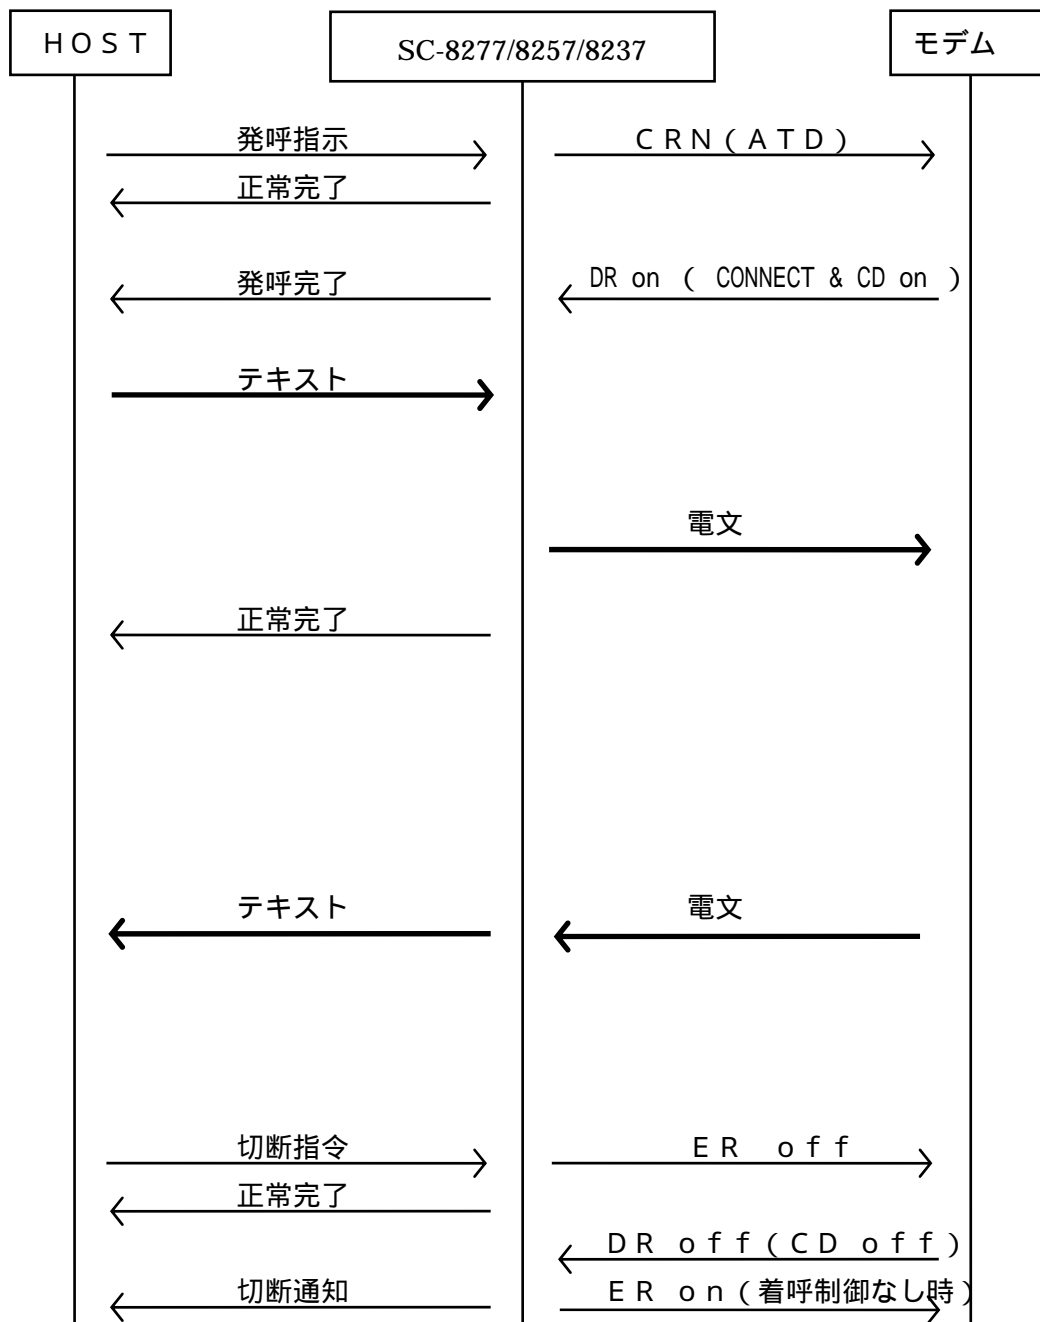 ＨＯＳＴ
SC-8277/8257/8237
モデム
発呼指示
ＣＲＮ（ＡＴＤ）
正常完了
発呼完了
DR on （ CONNECT & CD on ）
テキスト
電文
正常完了
テキスト
電文
切断指令
ＥＲ　ｏｆｆ
正常完了
ＤＲ ｏｆｆ（ＣＤ ｏｆｆ）
切断通知
ＥＲ ｏｎ（着呼制御なし時）